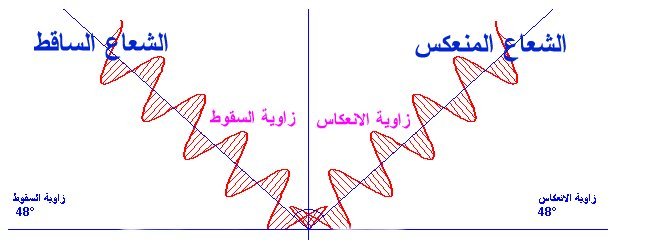 الشعاع المنعكس
الشعاع الساقط
زاوية الانعكاس
زاوية السقوط
زاوية الانعكاس
48°
زاوية السقوط
48°